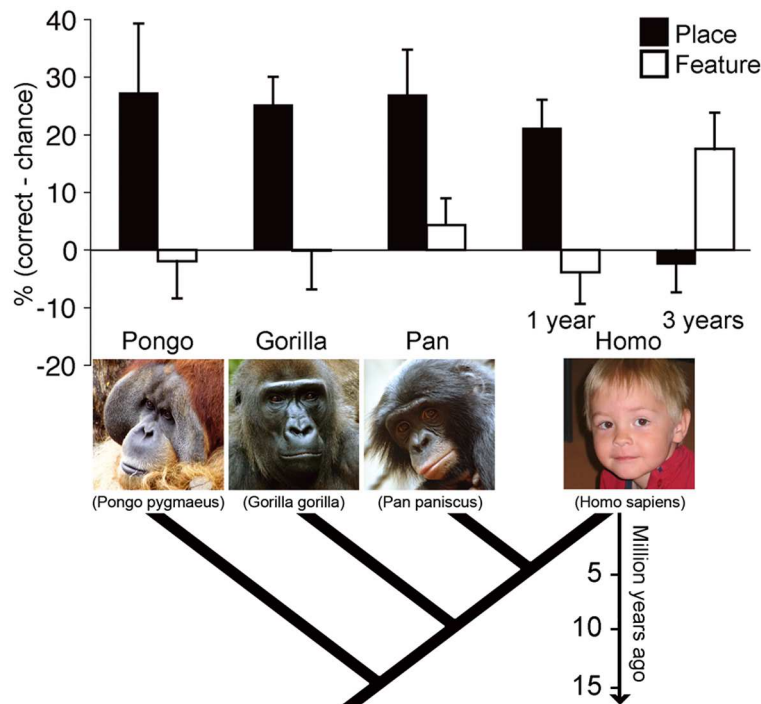 40
30
20
10
0
-10
-20
% (correct - chance)
Place
Feature
1 year
3 years
Pongo
Gorilla
Pan
Homo
(Pongo pygmaeus)
(Gorilla gorilla)
(Pan paniscus)
(Homo sapiens)
5
10
15
Million years ago